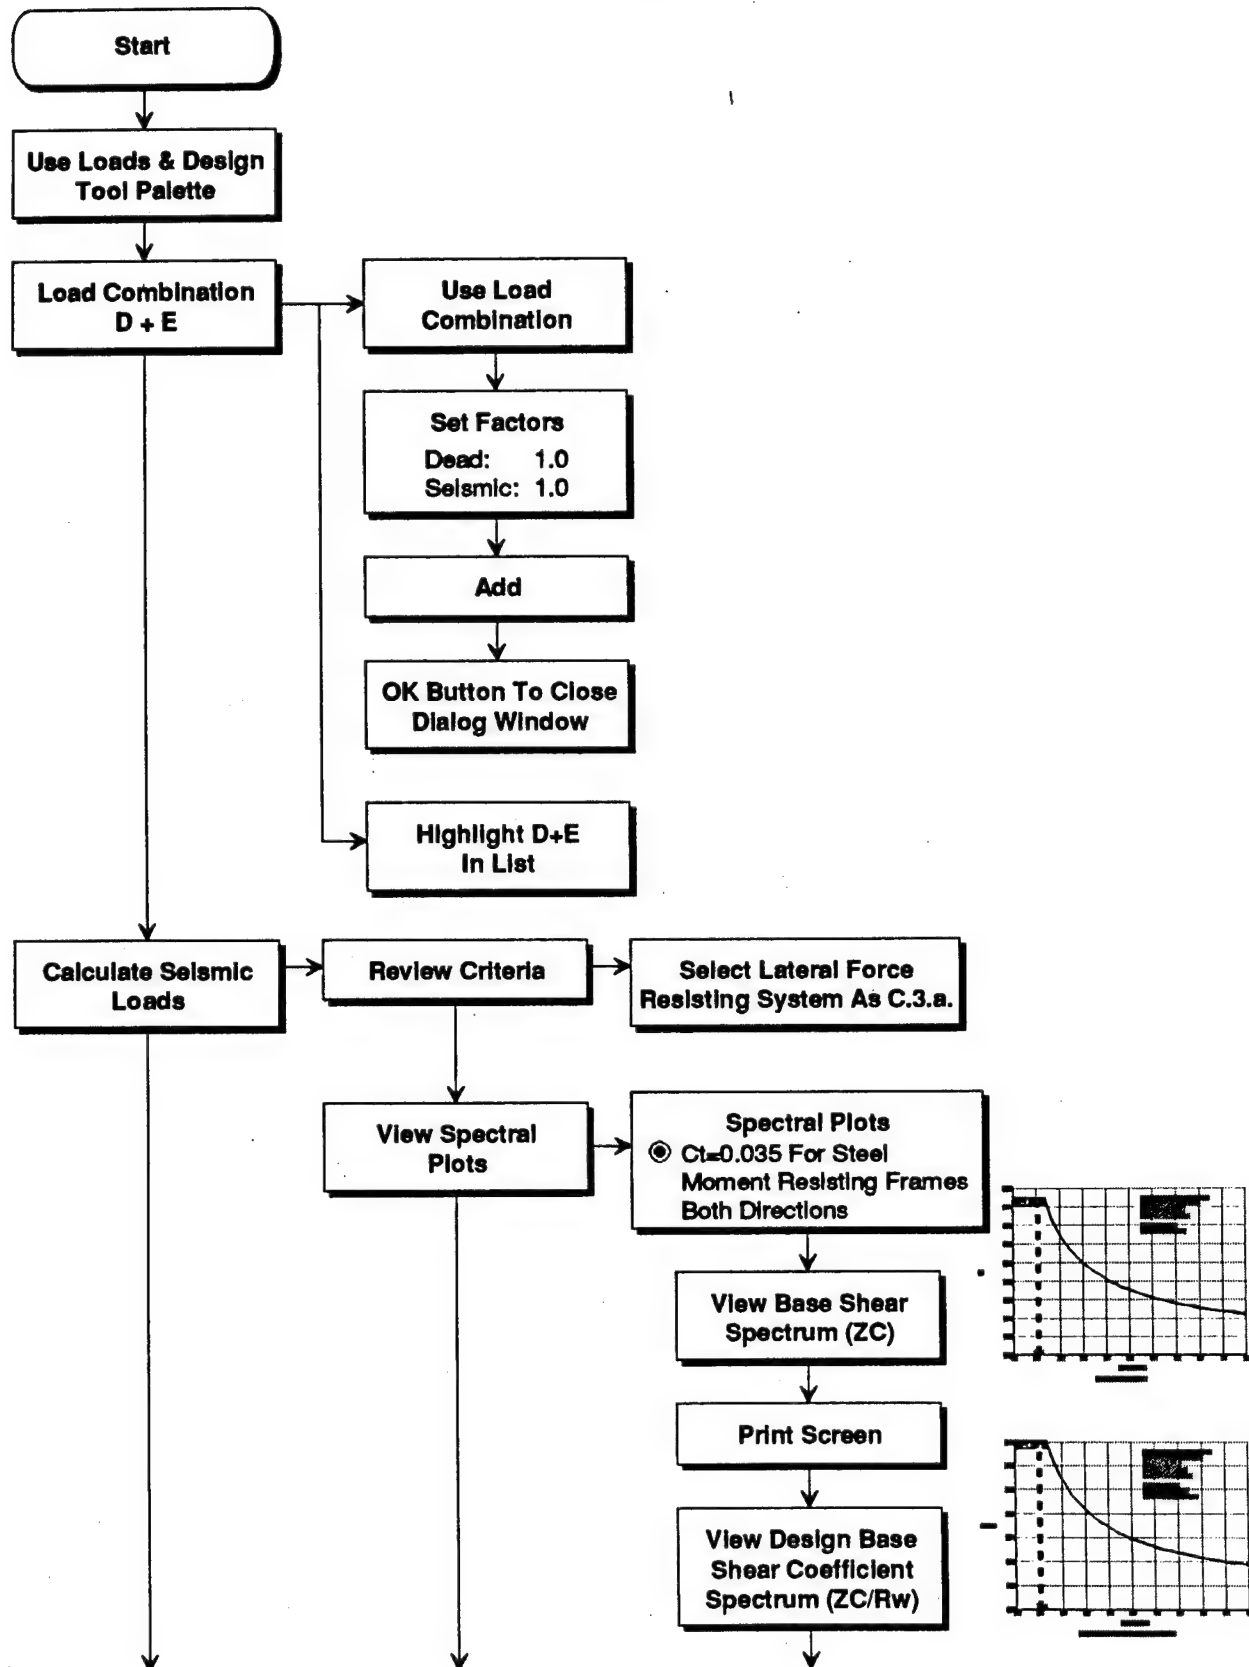 Start
Use Loads & Design
Tool Palette
Load Combination
D + E
Use Load
Combination
Set Factors
Dead: 1.0
Seismic: 1.0
Add
OK Button To Close
Dialog Window
Highlight D+E
In List
Calculate Seismic
Loads
Review Criteria
Select Lateral Force
Resisting System As C.3.a.
View Spectral
Plots
Spectral Plots
Ct=0.035 For Steel
Moment Resisting Frames
Both Directions
View Base Shear
Spectrum (ZC)
Print Screen
View Design Base
Shear Coefficient
Spectrum (ZC/Rw)